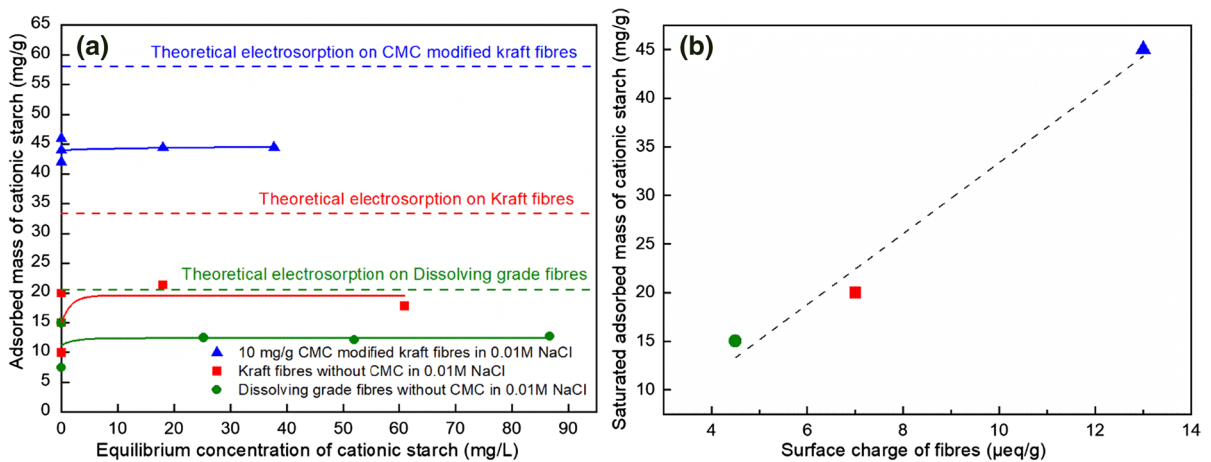 (a)
Adsorbed mass of cationic starch (mg/g)
65
60
55
50
45
40
35
30
25
20
15
10
5
0
Theoretical electrosorption on CMC modified kraft fibres
Theoretical electrosorption on Kraft fibres
Theoretical electrosorption on Dissolving grade fibres
10 mg/g CMC modified kraft fibres in 0.01M NaCl
Kraft fibres without CMC in 0.01M NaCl
Dissolving grade fibres without CMC in 0.01M NaCl
0 10 20 30 40 50 60 70 80 90
Equilibrium concentration of cationic starch (mg/L)
(b)
Saturated adsorbed mass of cationic starch (mg/g)
45
40
35
30
25
20
15
10
4 6 8 10 12 14
Surface charge of fibres (μeq/g)